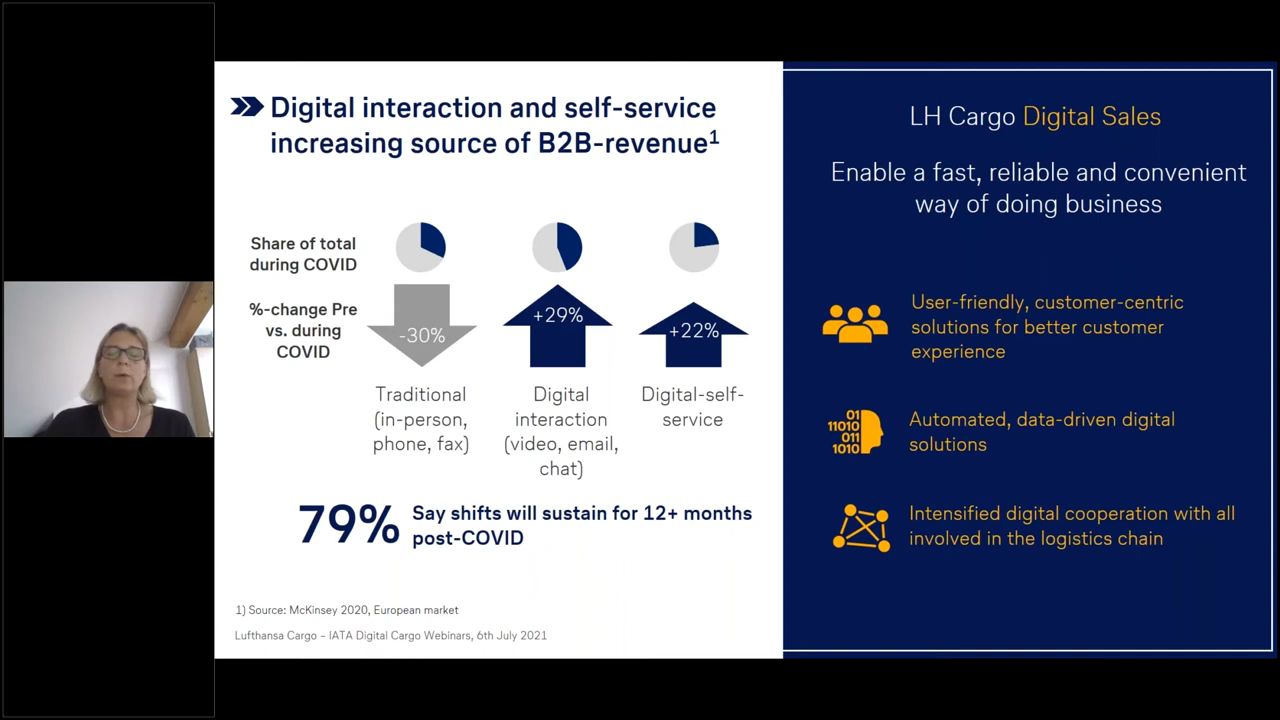 Digital interaction and self-service
increasing source of B2B-revenue1
Share of total
during COVID
%-change Pre
vs. during
COVID
-30%
+29%
+22%
Traditional
(in-person,
phone, fax)
Digital
interaction
(video, email,
chat)
Digital-self-
service
79%
Say shifts will sustain for 12+ months
post-COVID
1) Source: McKinsey 2020, European market
Lufthansa Cargo – IATA Digital Cargo Webinars, 6th July 2021
LH Cargo Digital Sales
Enable a fast, reliable and convenient
way of doing business
User-friendly, customer-centric
solutions for better customer
experience
01
11010
011
1010
Automated, data-driven digital
solutions
Intensified digital cooperation with all
involved in the logistics chain